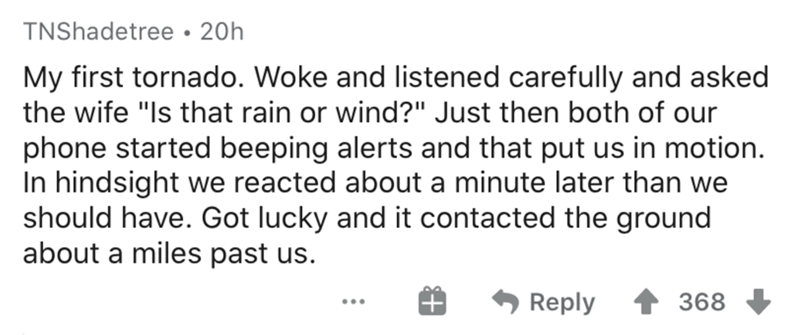 TNShadetree • 20h
My first tornado. Woke and listened carefully and asked
the wife "Is that rain or wind?" Just then both of our
phone started beeping alerts and that put us in motion.
In hindsight we reacted about a minute later than we
should have. Got lucky and it contacted the ground
about a miles past us.
... Reply 368